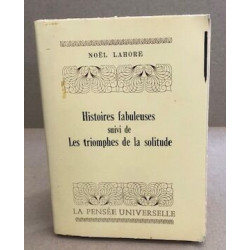 NOËL LAHORE
Histoires fabuleuses
suivi de
Les triomphes de la solitude
LA PENSÉE UNIVERSELLE